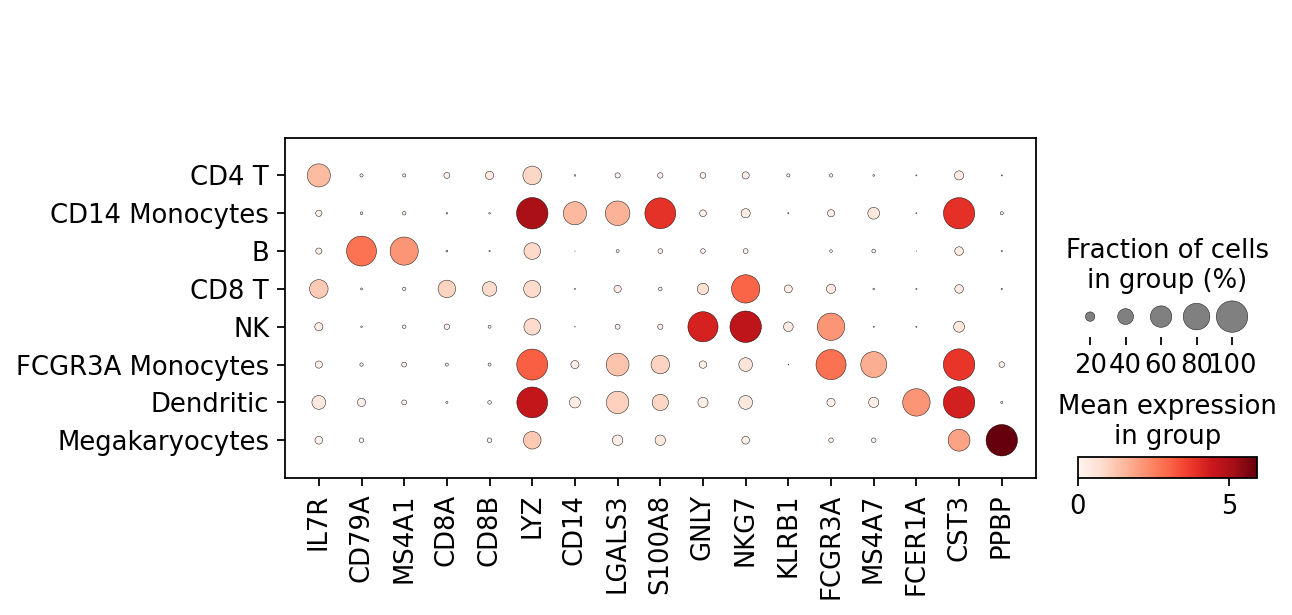 CD4 T
CD14 Monocytes
B
CD8 T
NK
FCGR3A Monocytes
Dendritic
Megakaryocytes
IL7R
CD79A
MS4A1
CD8A
CD8B
LYZ
CD14
LGALS3
S100A8
GNLY
NKG7
KLRB1
FCGR3A
MS4A7
FCER1A
CST3
PPBP
Fraction of cells
in group (%)
20 40 60 80 100
Mean expression
in group
0 5